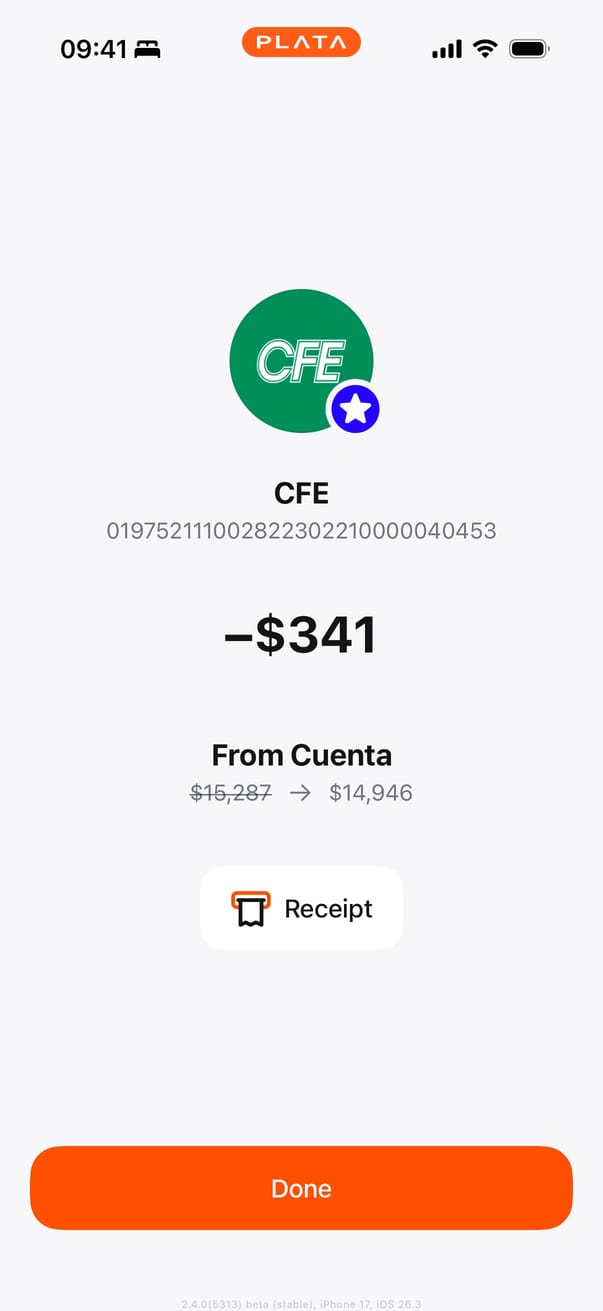 09:41
PLATA
CFE
CFE
019752111002822302210000040453
–$341
From Cuenta
$15,287 → $14,946
Receipt
Done
2.4.0(5313) beta (stable), iPhone 17, iOS 26.3